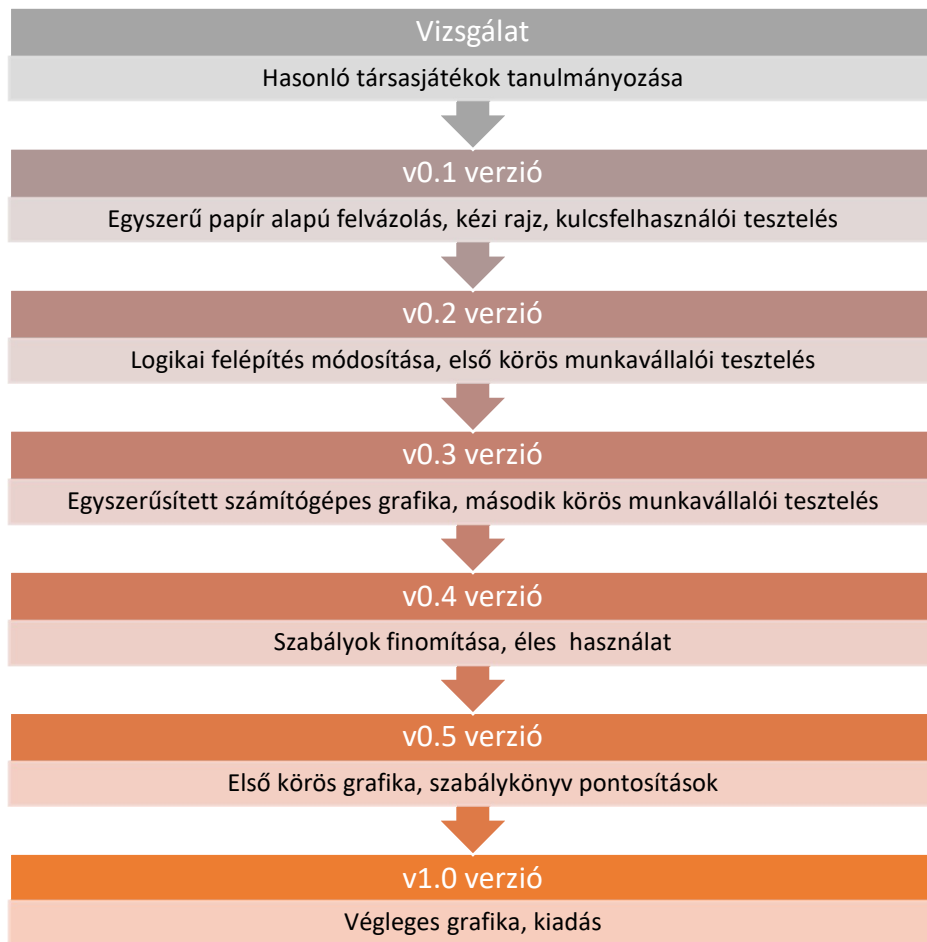 Vizsgálat
Hasonló társasjátékok tanulmányozása
v0.1 verzió
Egyszerű papír alapú felvázolás, kézi rajz, kulcsfelhasználói tesztelés
v0.2 verzió
Logikai felépítés módosítása, első körös munkavállalói tesztelés
v0.3 verzió
Egyszerűsített számítógépes grafika, második körös munkavállalói tesztelés
v0.4 verzió
Szabályok finomítása, éles  használat
v0.5 verzió
Első körös grafika, szabálykönyv pontosítások
v1.0 verzió
Végleges grafika, kiadás